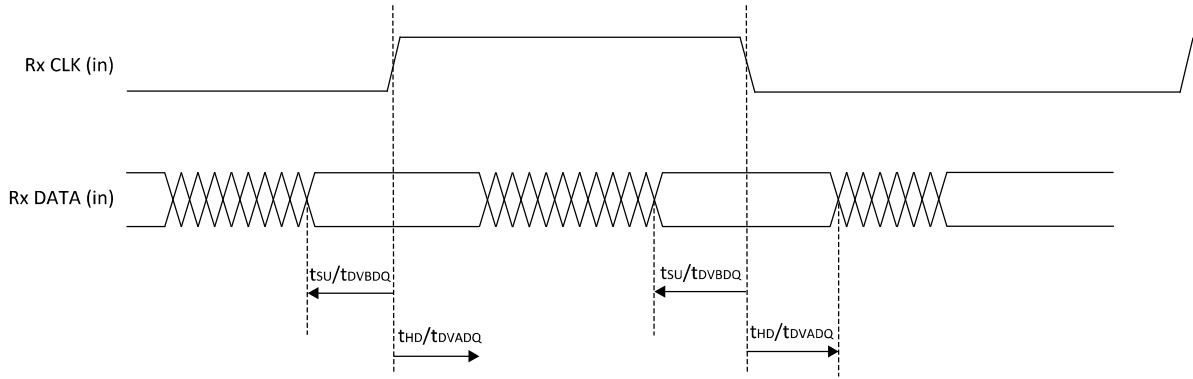 Rx CLK (in)
Rx DATA (in)
tSU/tDVBDQ
tSU/tDVBDQ
tHD/tDVADQ
tHD/tDVADQ